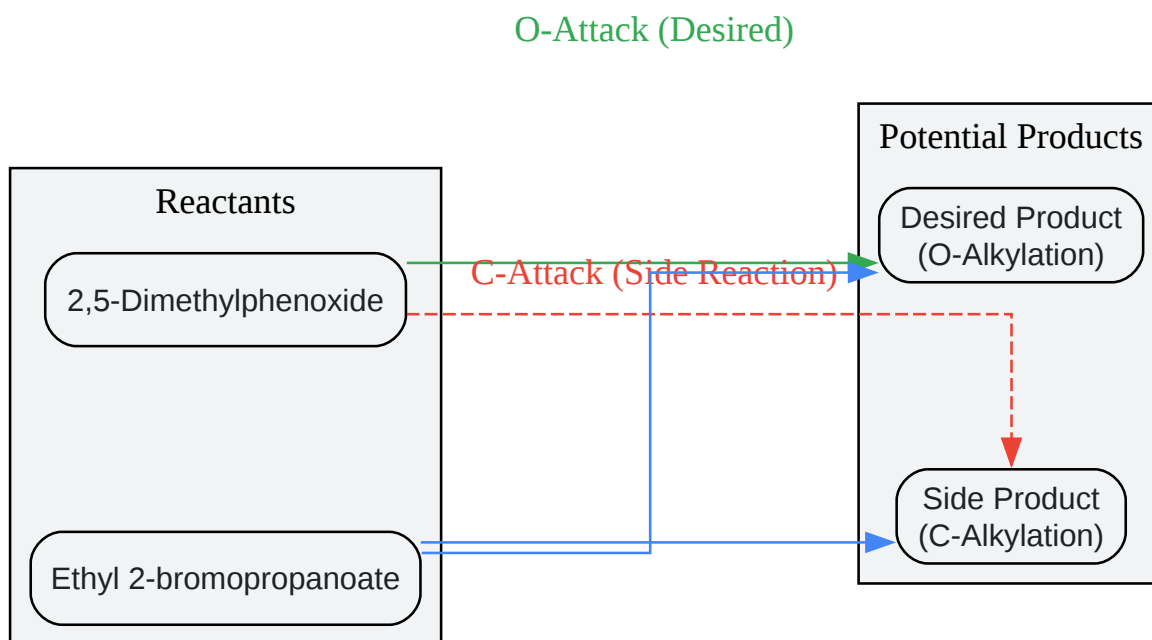 O-Attack (Desired)
Potential Products
Reactants
Desired Product
(O-Alkylation)
C-Attack (Side Reaction)
2,5-Dimethylphenoxide
Side Product
(C-Alkylation)
Ethyl 2-bromopropanoate